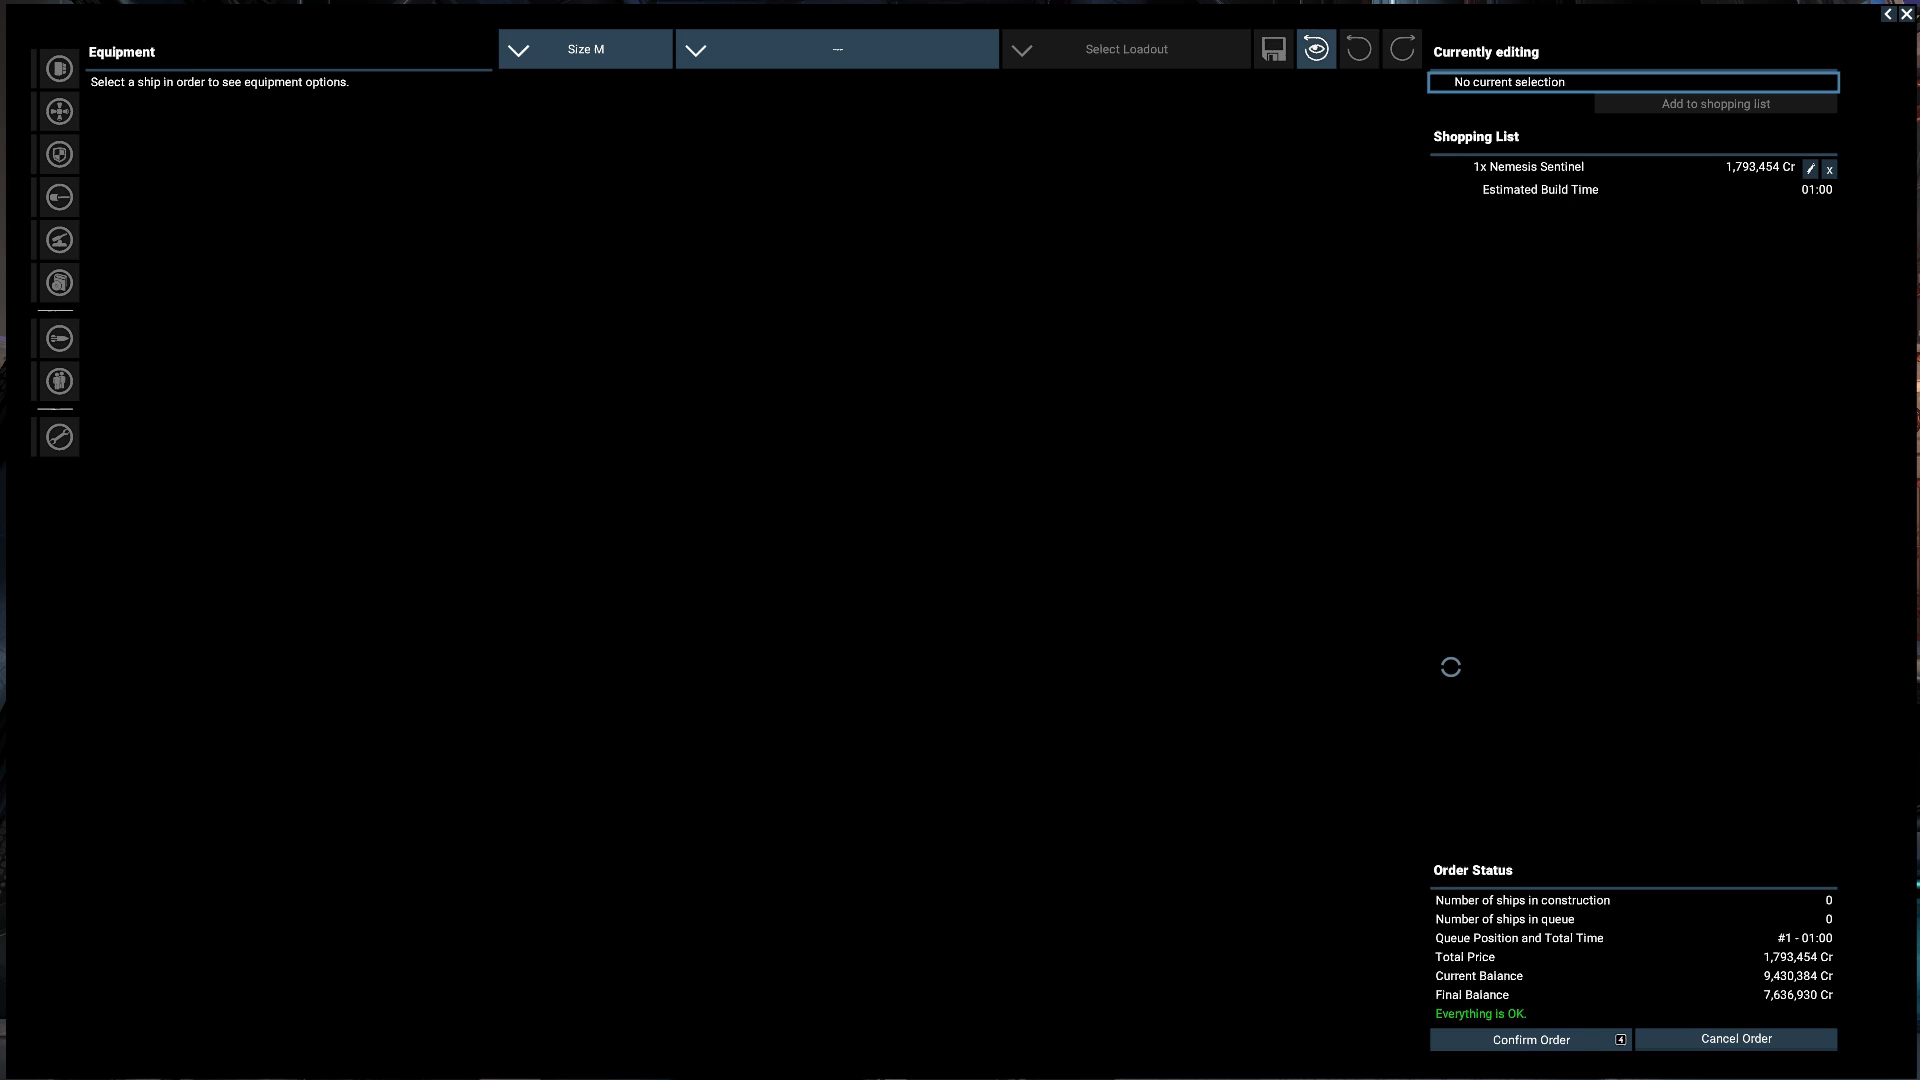 Equipment
Select a ship in order to see equipment options.
Size M
---
Select Loadout
Currently editing
No current selection
Add to shopping list
Shopping List
1x Nemesis Sentinel 1,793,454 Cr x
Estimated Build Time 01:00
Order Status
Number of ships in construction 0
Number of ships in queue 0
Queue Position and Total Time #1 - 01:00
Total Price 1,793,454 Cr
Current Balance 9,430,384 Cr
Final Balance 7,636,930 Cr
Everything is OK.
Confirm Order 4
Cancel Order